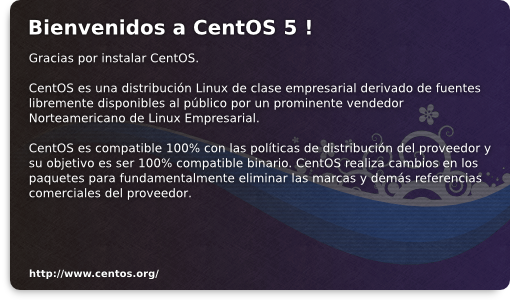 Bienvenidos a CentOS 5 !
Gracias por instalar CentOS.
CentOS es una distribución Linux de clase empresarial derivado de fuentes
libremente disponibles al público por un prominente vendedor
Norteamericano de Linux Empresarial.
CentOS es compatible 100% con las políticas de distribución del proveedor y
su objetivo es ser 100% compatible binario. CentOS realiza cambios en los
paquetes para fundamentalmente eliminar las marcas y demás referencias
comerciales del proveedor.
http://www.centos.org/